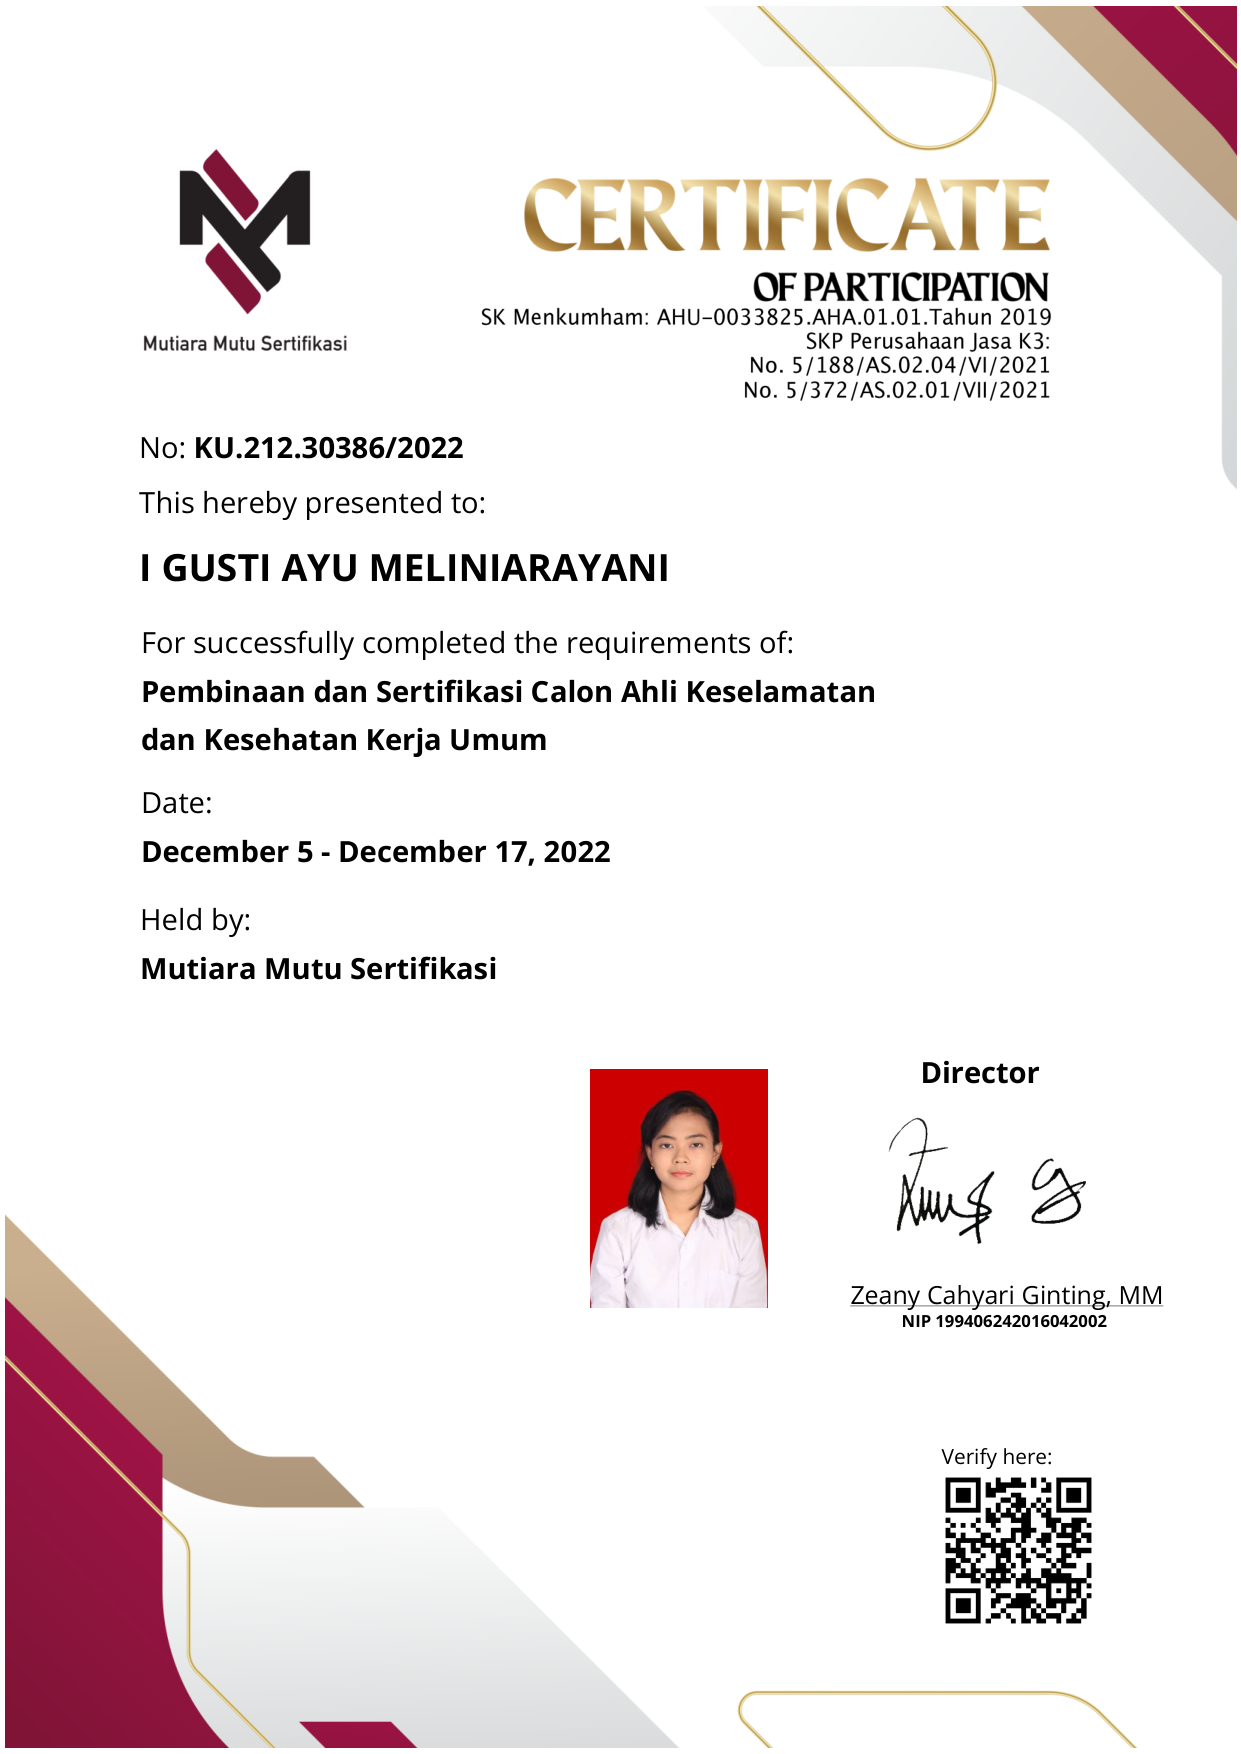 Mutiara Mutu Sertifikasi
CERTIFICATE
OF PARTICIPATION
SK Menkumham: AHU-0033825.AHA.01.01.Tahun 2019
SKP Perusahaan Jasa K3:
No. 5/188/AS.02.04/VI/2021
No. 5/372/AS.02.01/VII/2021
No: KU.212.30386/2022
This hereby presented to:
I GUSTI AYU MELINIARAYANI
For successfully completed the requirements of:
Pembinaan dan Sertifikasi Calon Ahli Keselamatan
dan Kesehatan Kerja Umum
Date:
December 5 - December 17, 2022
Held by:
Mutiara Mutu Sertifikasi
Director
Zeany Cahyari Ginting, MM
NIP 199406242016042002
Verify here: